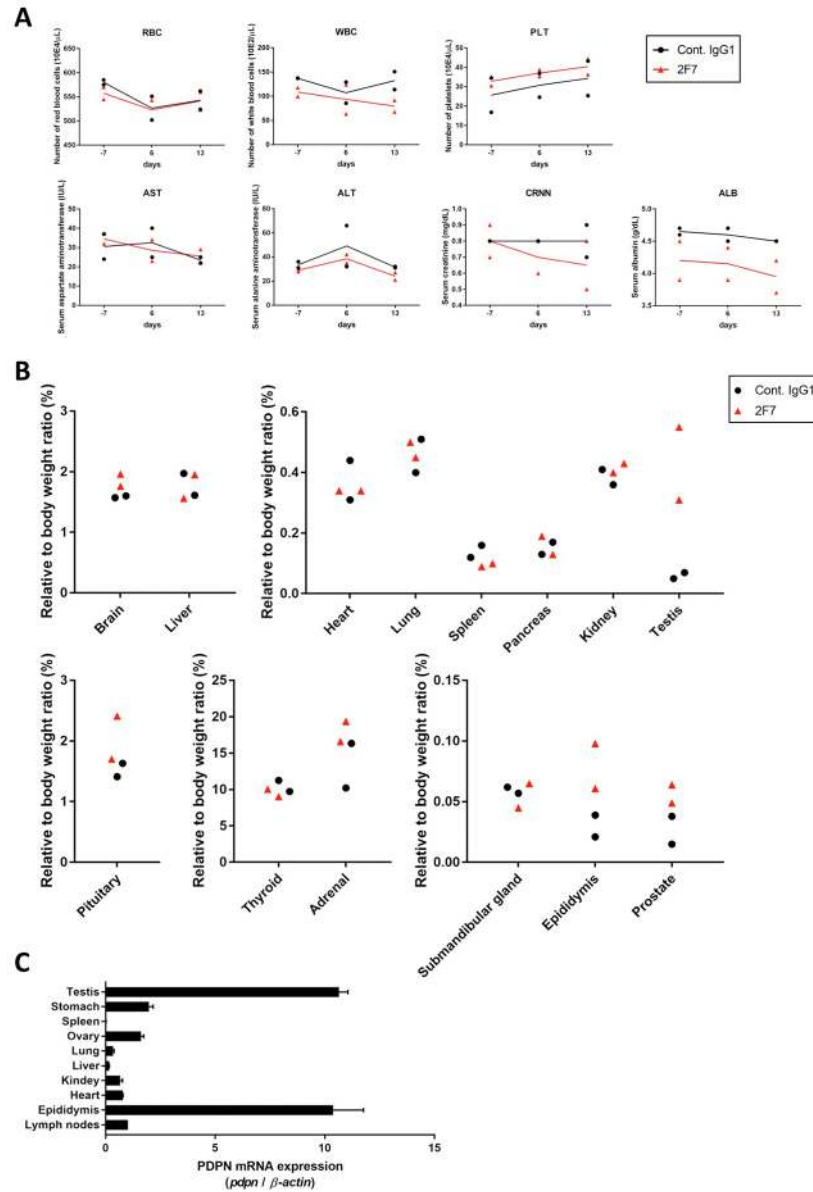 A
RBC
Number of red blood cells (10E4/μL)
600
550
500
450
-7 6 13
days
WBC
Number of white blood cells (10E2/μL)
200
150
100
50
0
-7 6 13
days
PLT
Number of platelets (10E4/μL)
50
40
30
20
10
0
-7 6 13
days
Cont. IgG1
2F7
AST
Serum aspartate aminotransferase (IU/L)
60
40
20
0
-7 6 13
days
ALT
Serum alanine aminotransferase (IU/L)
80
60
40
20
0
-7 6 13
days
CRNN
Serum creatinine (mg/dL)
1.0
0.9
0.8
0.7
0.6
0.5
0.4
-7 6 13
days
ALB
Serum albumin (g/dL)
5.0
4.5
4.0
3.5
-7 6 13
days
B
Relative to body weight ratio (%)
3
2
1
0
Brain
Liver
Relative to body weight ratio (%)
0.6
0.4
0.2
0.0
Heart
Lung
Spleen
Pancreas
Kidney
Testis
Cont. IgG1
2F7
Relative to body weight ratio (%)
3
2
1
0
Pituitary
Relative to body weight ratio (%)
25
20
15
10
5
0
Thyroid
Adrenal
Relative to body weight ratio (%)
0.15
0.10
0.05
0.00
Submandibular gland
Epididymis
Prostate
C
Testis
Stomach
Spleen
Ovary
Lung
Liver
Kindey
Heart
Epididymis
Lymph nodes
0 5 10 15
PDPN mRNA expression
(pdpn / β-actin)